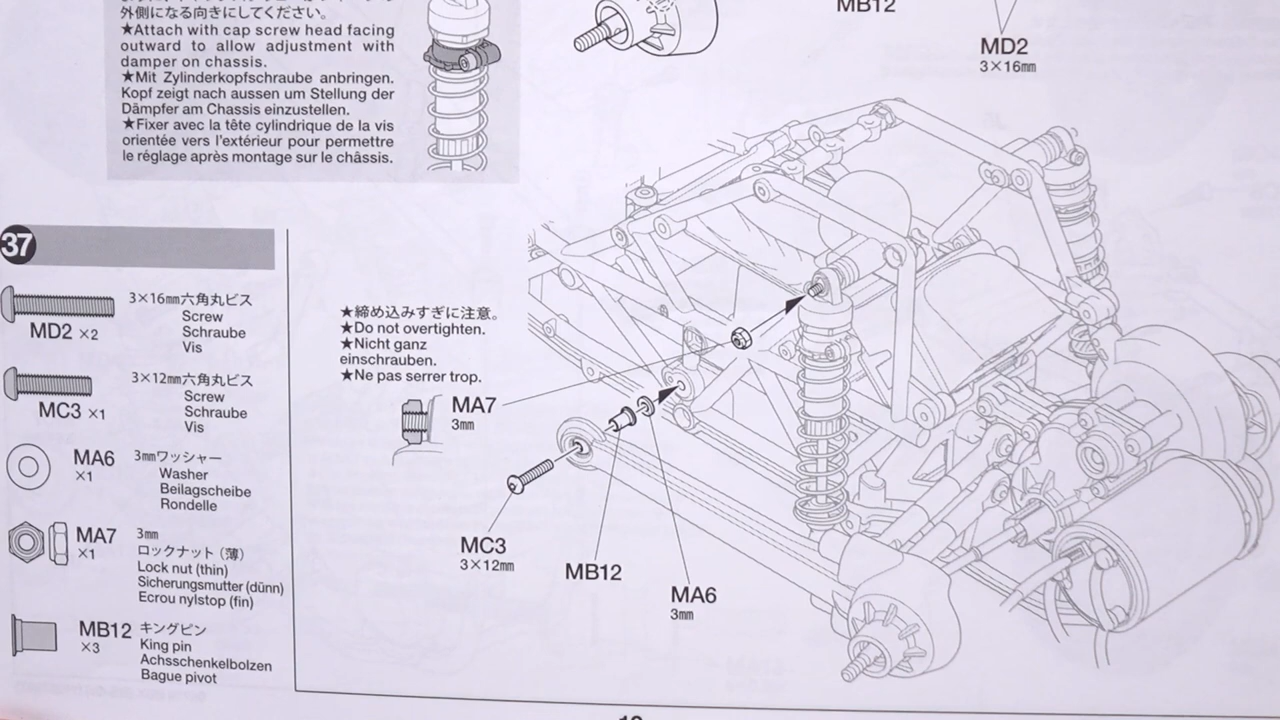 外側になる向きにしてください。
★Attach with cap screw head facing
outward to allow adjustment with
damper on chassis.
★Mit Zylinderkopfschraube anbringen.
Kopf zeigt nach aussen um Stellung der
Dämpfer am Chassis einzustellen.
★Fixer avec la tête cylindrique de la vis
orientée vers l'extérieur pour permettre
le réglage après montage sur le châssis.
MB12
MD2
3×16mm
37
3×16mm六角丸ビス
MD2 ×2
Screw
Schraube
Vis
3×12mm六角丸ビス
MC3 ×1
Screw
Schraube
Vis
MA6
×1
3mmワッシャー
Washer
Beilagscheibe
Rondelle
MA7
×1
3mm
ロックナット（薄）
Lock nut (thin)
Sicherungsmutter (dünn)
Ecrou nylstop (fin)
MB12
×3
キングピン
King pin
Achsschenkelbolzen
Bague pivot
★締め込みすぎに注意。
★Do not overtighten.
★Nicht ganz
einschrauben.
★Ne pas serrer trop.
MA7
3mm
MC3
3×12mm
MB12
MA6
3mm